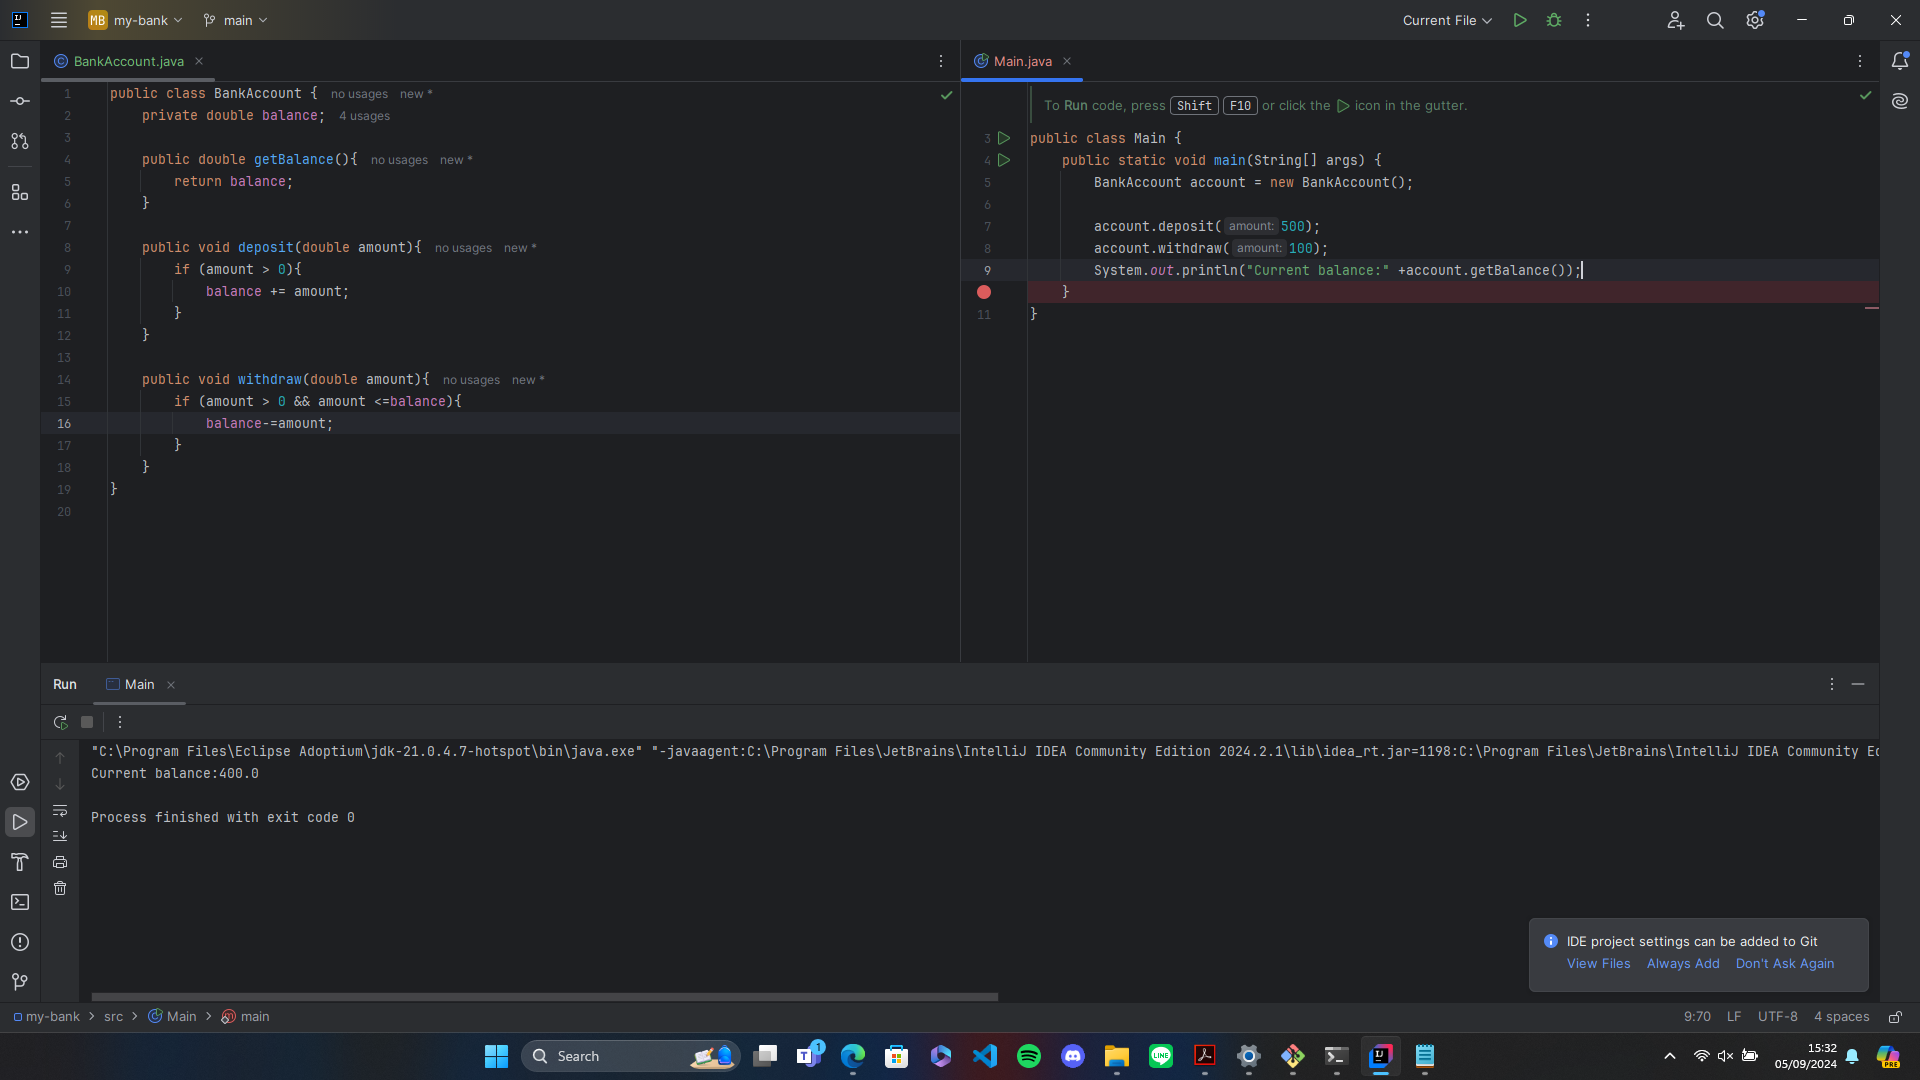 MB my-bank main Current File
BankAccount.java
1 public class BankAccount { no usages new *
2 private double balance; 4 usages
3
4 public double getBalance(){ no usages new *
5 return balance;
6 }
7
8 public void deposit(double amount){ no usages new *
9 if (amount > 0){
10 balance += amount;
11 }
12 }
13
14 public void withdraw(double amount){ no usages new *
15 if (amount > 0 && amount <=balance){
16 balance-=amount;
17 }
18 }
19 }
20
Main.java
To Run code, press Shift F10 or click the icon in the gutter.
3 public class Main {
4 public static void main(String[] args) {
5 BankAccount account = new BankAccount();
6
7 account.deposit( amount: 500);
8 account.withdraw( amount: 100);
9 System.out.println("Current balance:" +account.getBalance());
}
11 }
Run Main
"C:\Program Files\Eclipse Adoptium\jdk-21.0.4.7-hotspot\bin\java.exe" "-javaagent:C:\Program Files\JetBrains\IntelliJ IDEA Community Edition 2024.2.1\lib\idea_rt.jar=1198:C:\Program Files\JetBrains\IntelliJ IDEA Community Ed
Current balance:400.0
Process finished with exit code 0
IDE project settings can be added to Git
View Files Always Add Don't Ask Again
my-bank > src > Main > main 9:70 LF UTF-8 4 spaces
Search 1 LINE PRE
15:32
05/09/2024